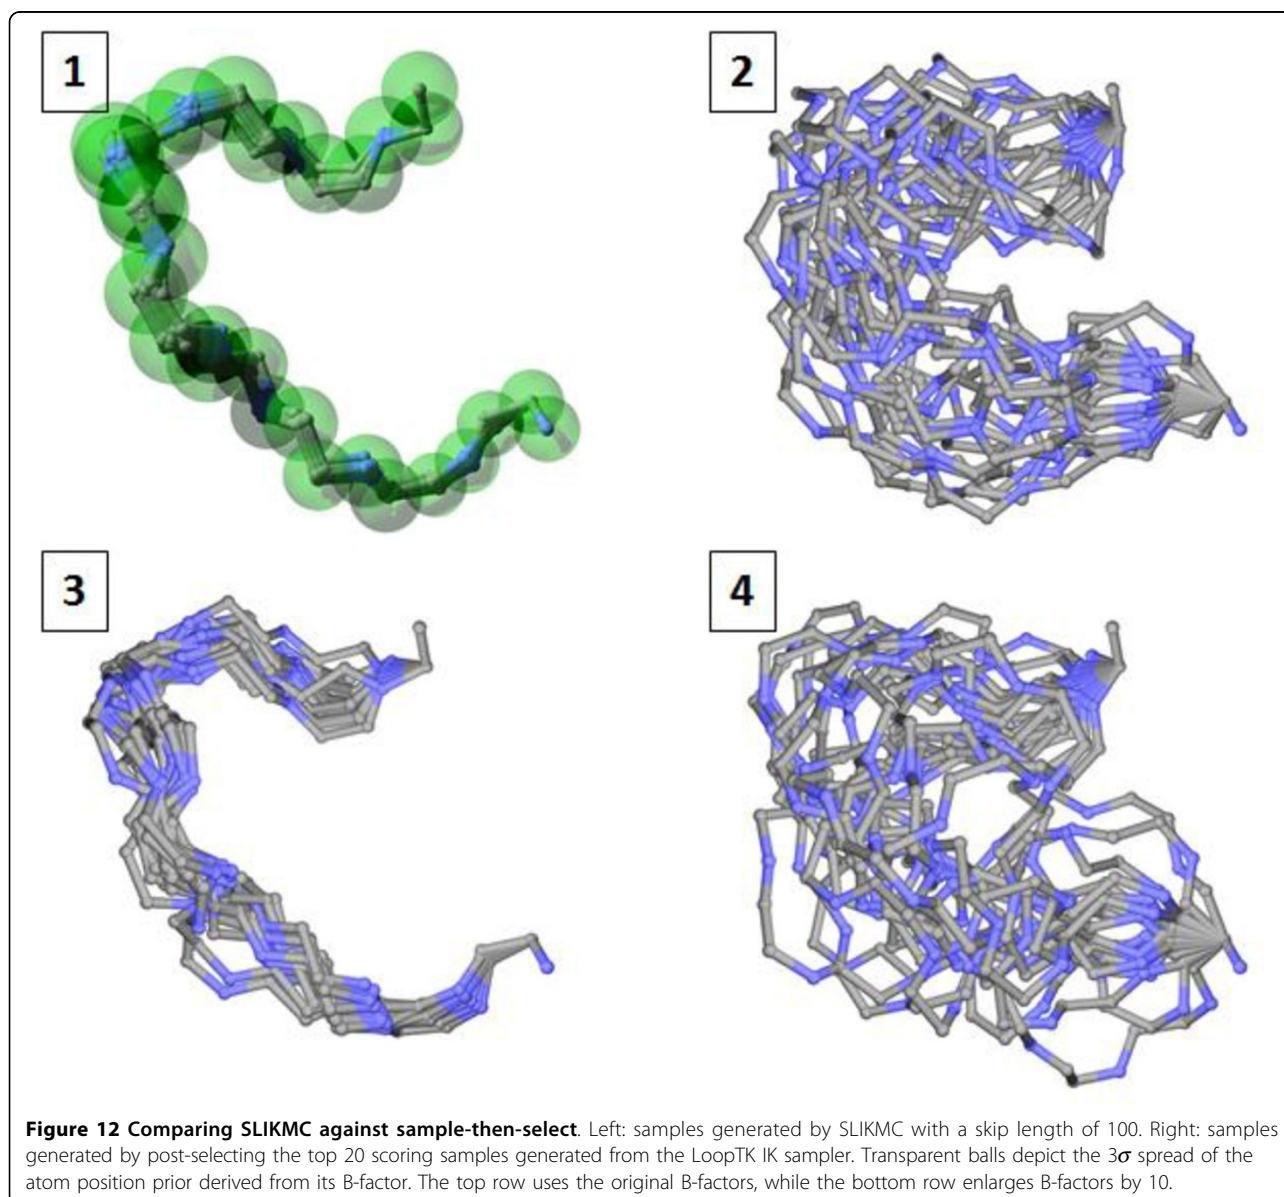 1
2
3
4
Figure 12 Comparing SLIKMC against sample-then-select. Left: samples generated by SLIKMC with a skip length of 100. Right: samples
generated by post-selecting the top 20 scoring samples generated from the LoopTK IK sampler. Transparent balls depict the 3σ spread of the
atom position prior derived from its B-factor. The top row uses the original B-factors, while the bottom row enlarges B-factors by 10.